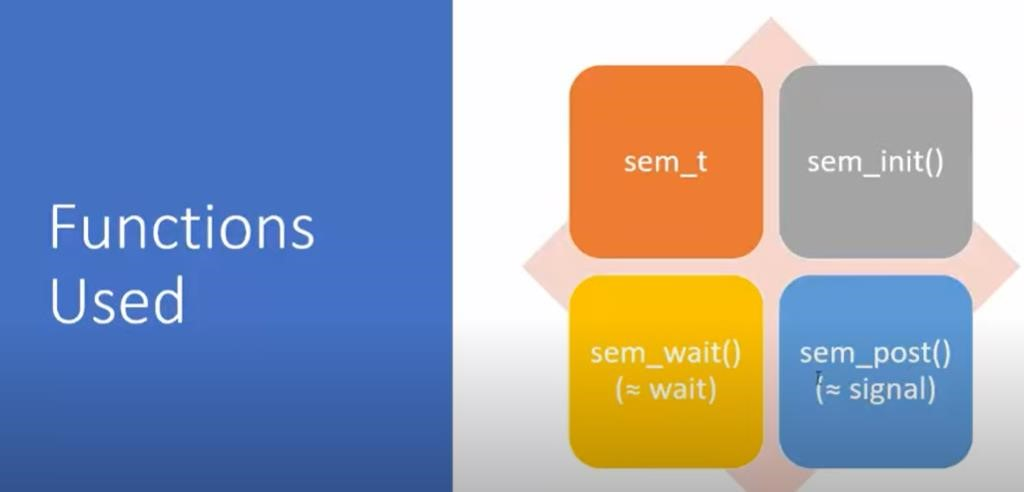 Functions
Used
sem_t
sem_init()
sem_wait()
(≈ wait)
sem_post()
(≈ signal)